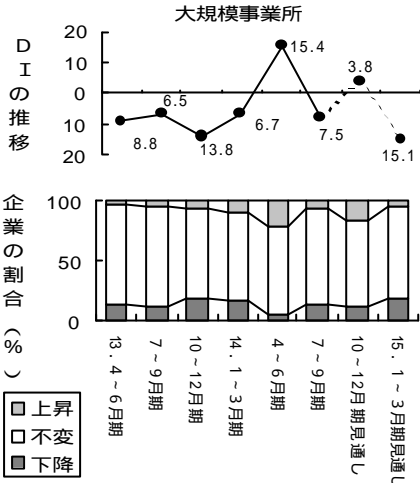 大規模事業所
DIの推移
20
10
0
10
20
8.8
6.5
13.8
6.7
15.4
7.5
3.8
15.1
企業の割合(%)
100
50
0
13.4~6月期
7~9月期
10~12月期
14.1~3月期
4~6月期
7~9月期
10~12月期見通し
15.1~3月期見通し
上昇
不変
下降